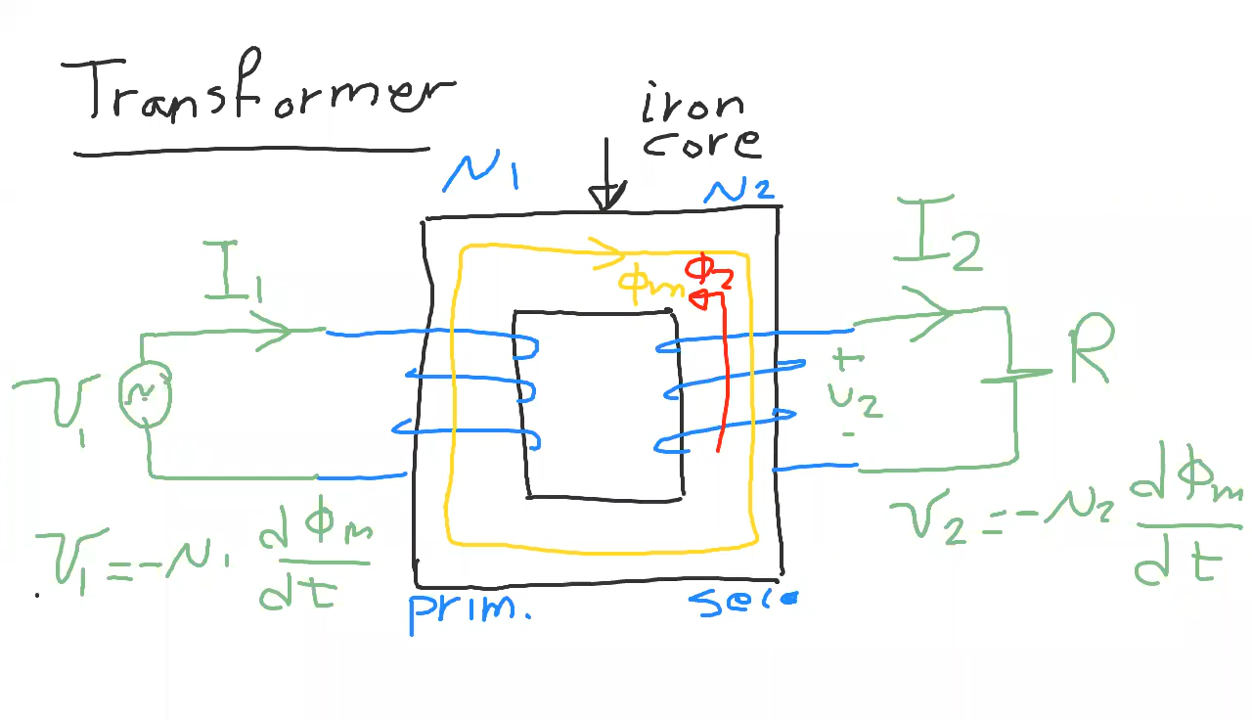 Transformer
iron
core
N1
N2
I1
I2
ϕm
ϕ2
V1
~
+
v2
-
R
V1 = -N1 dϕm/dt
V2 = -N2 dϕm/dt
prim.